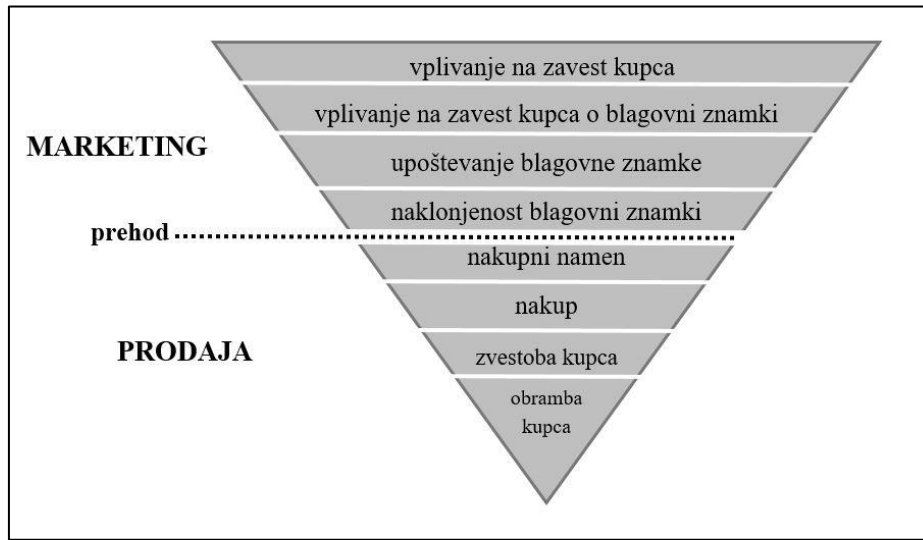 vplivanje na zavest kupca
vplivanje na zavest kupca o blagovni znamki
MARKETING
upoštevanje blagovne znamke
naklonjenost blagovni znamki
prehod
nakupni namen
nakup
PRODAJA
zvestoba kupca
obramba
kupca